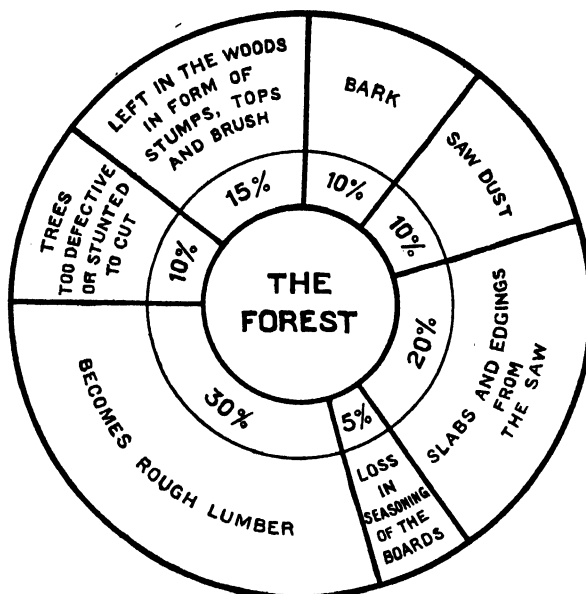 THE
FOREST
BARK
10%
SAW DUST
10%
SLABS AND EDGINGS
FROM
THE SAW
20%
LOSS
IN
SEASONING
OF THE
BOARDS
5%
BECOMES ROUGH LUMBER
30%
TREES
TOO DEFECTIVE
OR STUNTED
TO CUT
10%
LEFT IN THE WOODS
IN FORM OF
STUMPS, TOPS
AND BRUSH
15%